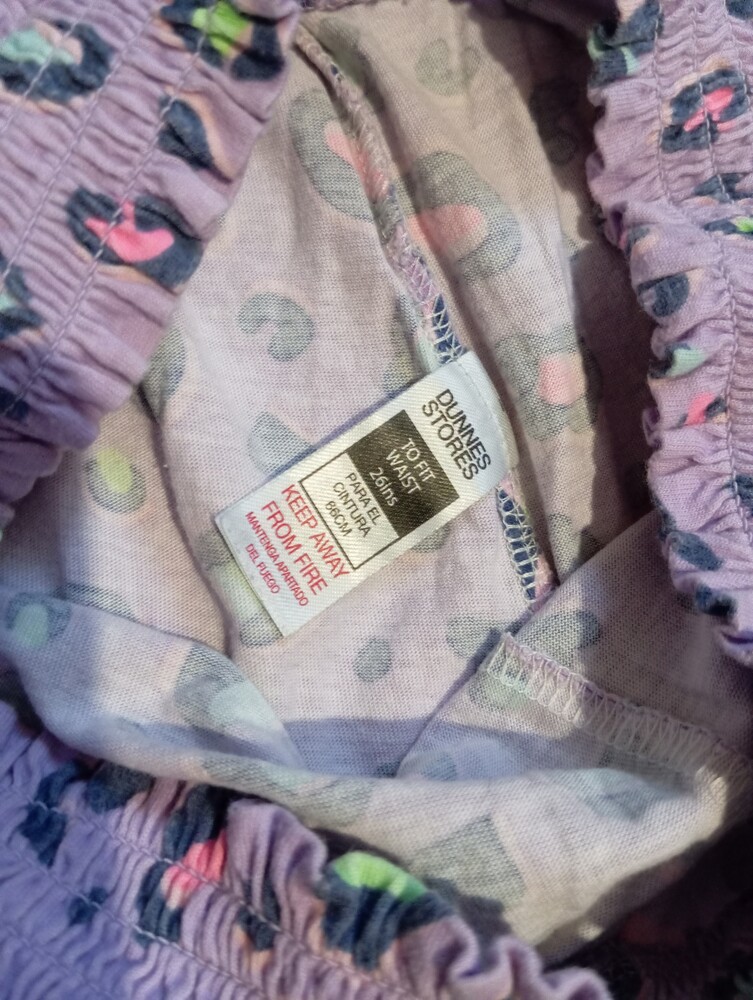 DUNNES
STORES
TO FIT
WAIST
26Ins
PARA EL
CINTURA
66CM
KEEP AWAY
FROM FIRE
MANTENGA APARTADO
DEL FUEGO